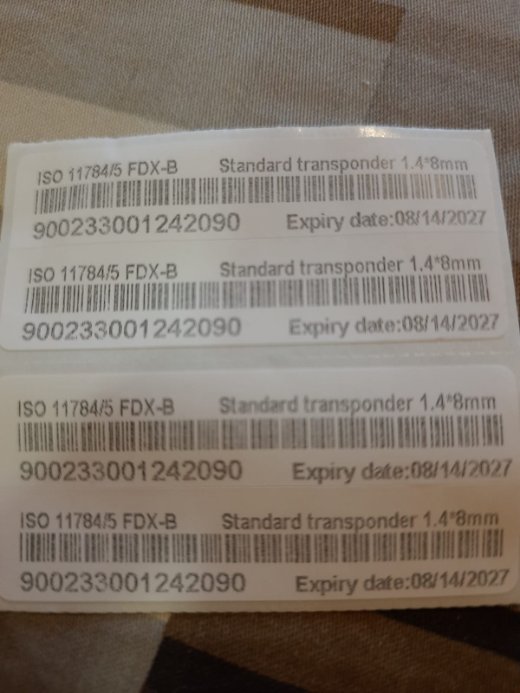 ISO 11784/5 FDX-B Standard transponder 1.4*8mm
900233001242090 Expiry date:08/14/2027
ISO 11784/5 FDX-B Standard transponder 1.4*8mm
900233001242090 Expiry date:08/14/2027
ISO 11784/5 FDX-B Standard transponder 1.4*8mm
900233001242090 Expiry date:08/14/2027
ISO 11784/5 FDX-B Standard transponder 1.4*8mm
900233001242090 Expiry date:08/14/2027